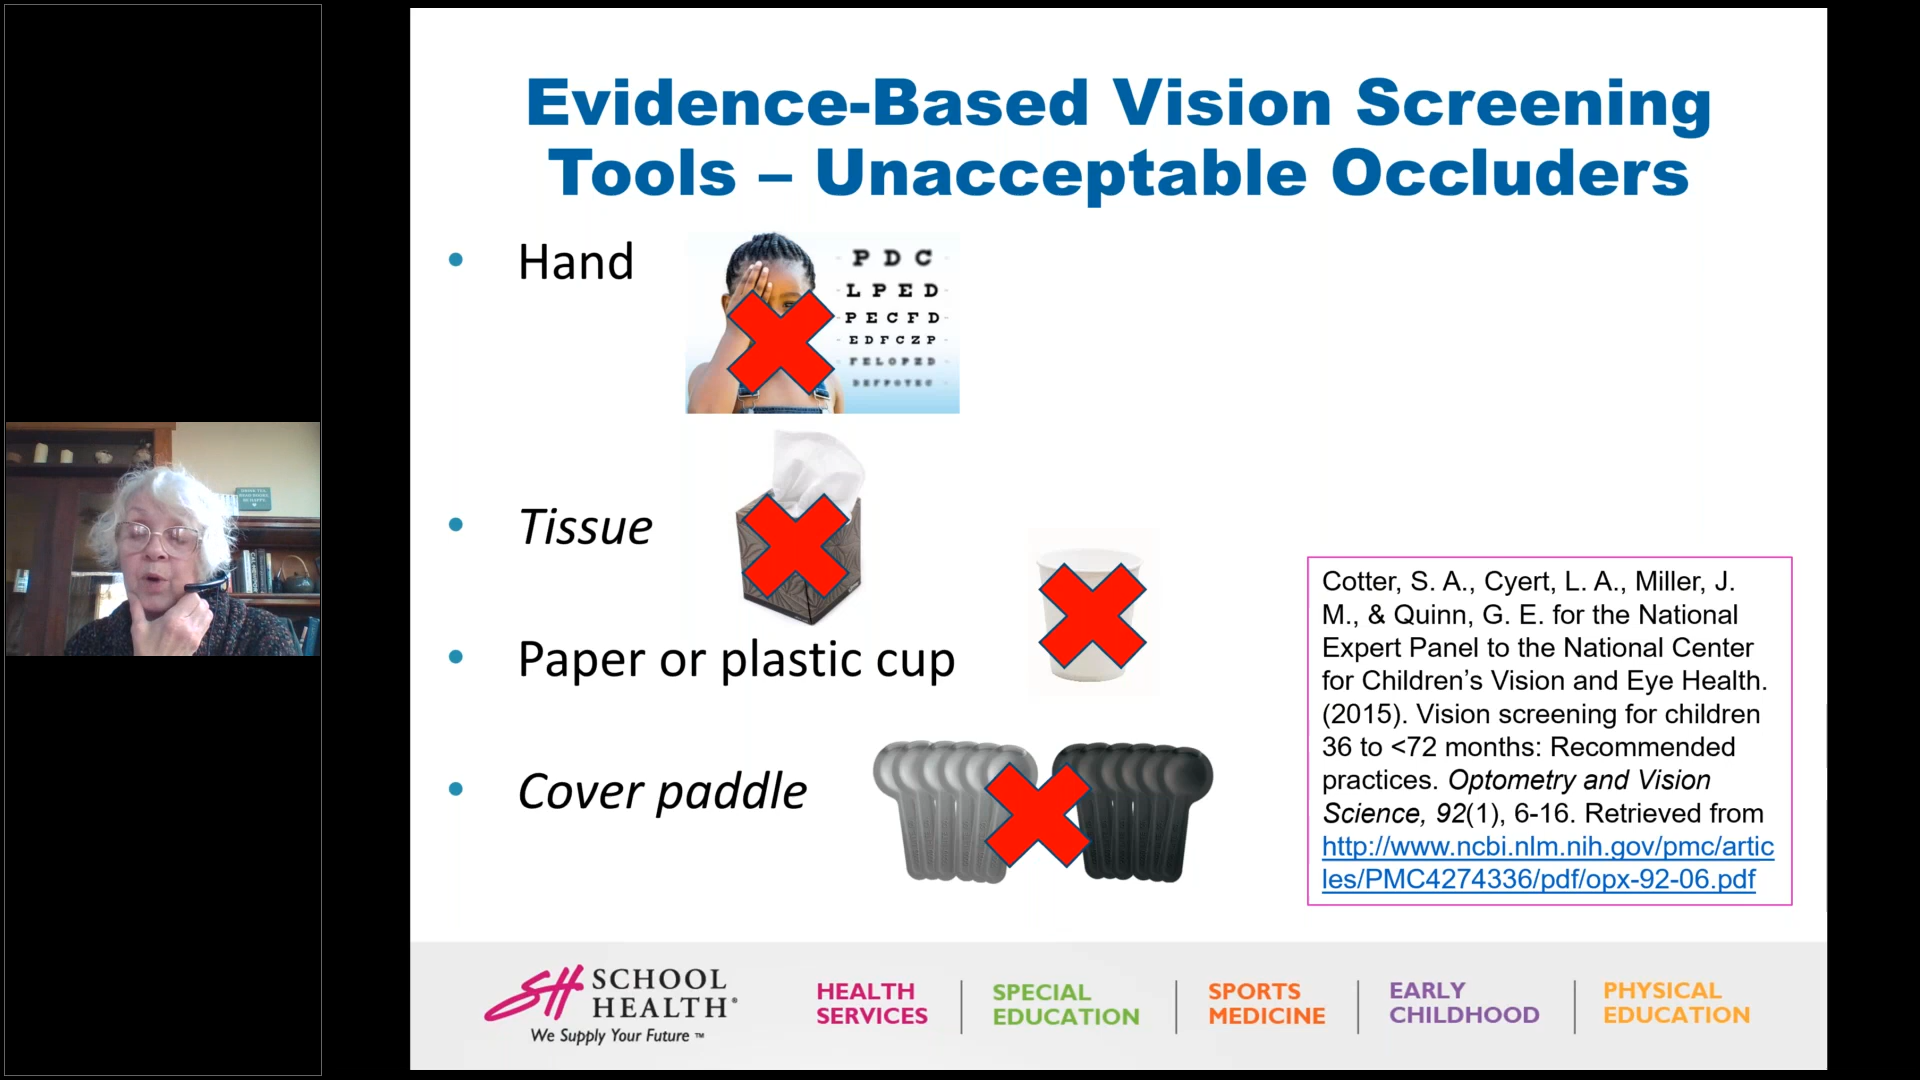 Evidence-Based Vision Screening
Tools – Unacceptable Occluders
• Hand
P D C
L P E D
P E C F D
E D F C Z P
F E L O P Z D
D E F P O T E C
• Tissue
• Paper or plastic cup
• Cover paddle
Cotter, S. A., Cyert, L. A., Miller, J.
M., & Quinn, G. E. for the National
Expert Panel to the National Center
for Children’s Vision and Eye Health.
(2015). Vision screening for children
36 to <72 months: Recommended
practices. Optometry and Vision
Science, 92(1), 6-16. Retrieved from
http://www.ncbi.nlm.nih.gov/pmc/artic
les/PMC4274336/pdf/opx-92-06.pdf
SH SCHOOL
HEALTH®
We Supply Your Future ™
HEALTH
SERVICES
SPECIAL
EDUCATION
SPORTS
MEDICINE
EARLY
CHILDHOOD
PHYSICAL
EDUCATION